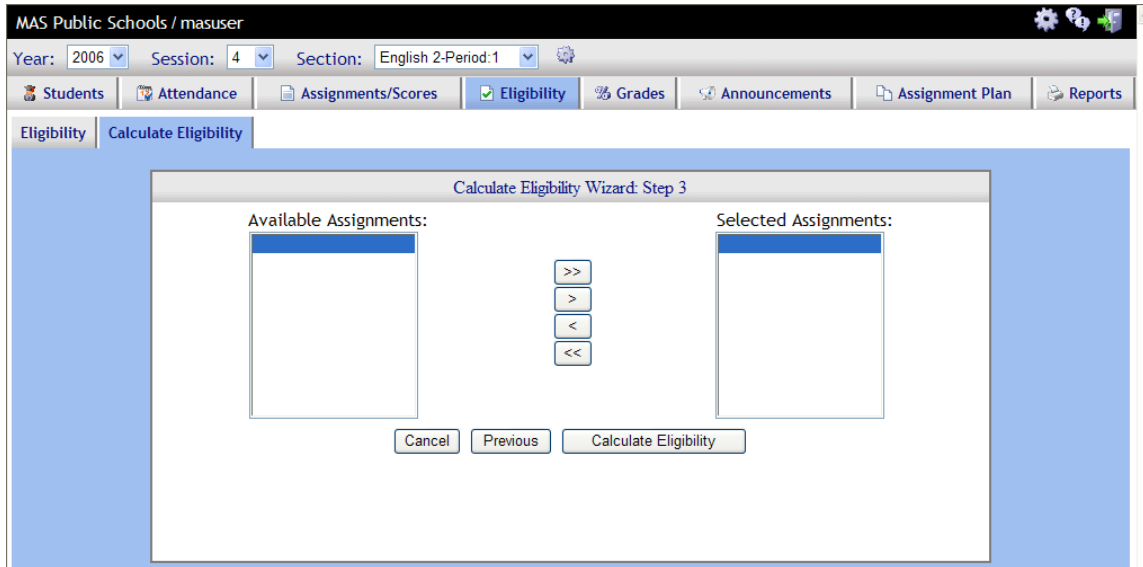 MAS Public Schools / masuser
Year: 2006 Session: 4 Section: English 2-Period:1
Students Attendance Assignments/Scores Eligibility Grades Announcements Assignment Plan Reports
Eligibility Calculate Eligibility
Calculate Eligibility Wizard: Step 3
Available Assignments: Selected Assignments:
>>
>
<
<<
Cancel Previous Calculate Eligibility